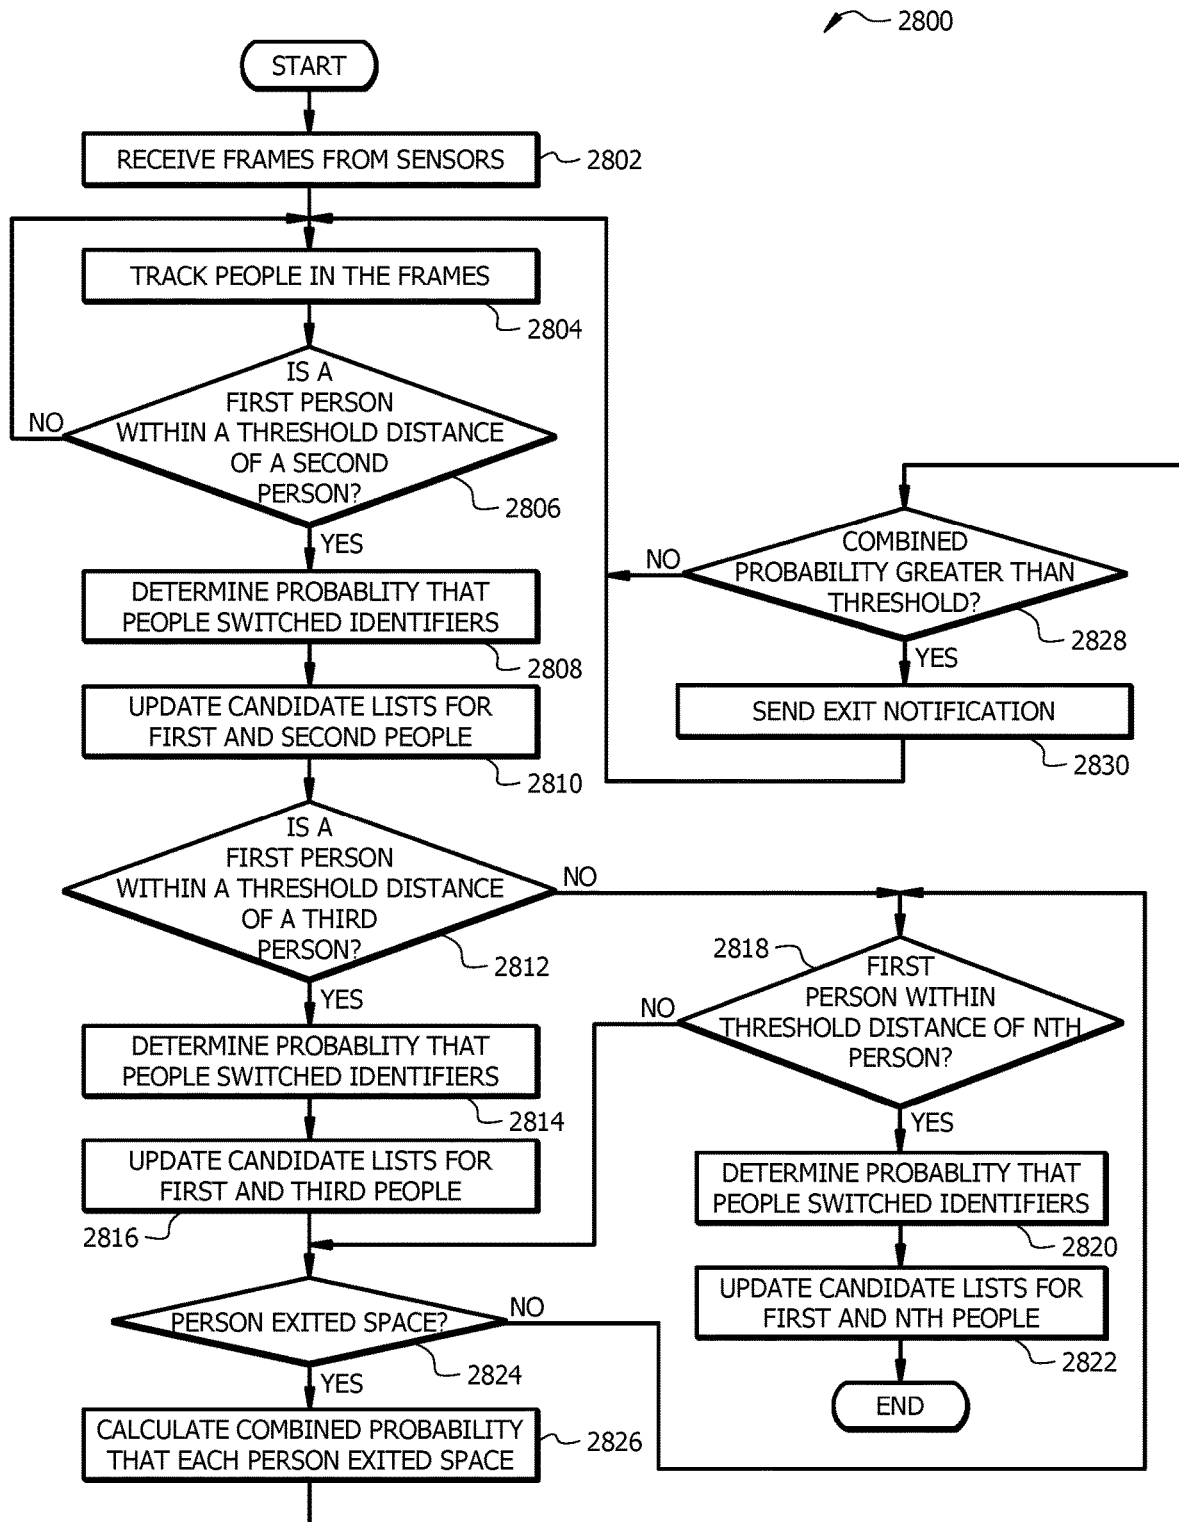 2800
START
RECEIVE FRAMES FROM SENSORS
2802
TRACK PEOPLE IN THE FRAMES
2804
IS A
FIRST PERSON
WITHIN A THRESHOLD DISTANCE
OF A SECOND
PERSON?
NO
2806
YES
DETERMINE PROBABLITY THAT
PEOPLE SWITCHED IDENTIFIERS
2808
UPDATE CANDIDATE LISTS FOR
FIRST AND SECOND PEOPLE
2810
IS A
FIRST PERSON
WITHIN A THRESHOLD DISTANCE
OF A THIRD
PERSON?
NO
2812
YES
DETERMINE PROBABLITY THAT
PEOPLE SWITCHED IDENTIFIERS
2814
UPDATE CANDIDATE LISTS FOR
FIRST AND THIRD PEOPLE
2816
PERSON EXITED SPACE?
NO
2824
YES
CALCULATE COMBINED PROBABILITY
THAT EACH PERSON EXITED SPACE
2826
COMBINED
PROBABILITY GREATER THAN
THRESHOLD?
NO
2828
YES
SEND EXIT NOTIFICATION
2830
2818
FIRST
PERSON WITHIN
THRESHOLD DISTANCE OF NTH
PERSON?
NO
YES
DETERMINE PROBABLITY THAT
PEOPLE SWITCHED IDENTIFIERS
2820
UPDATE CANDIDATE LISTS FOR
FIRST AND NTH PEOPLE
2822
END